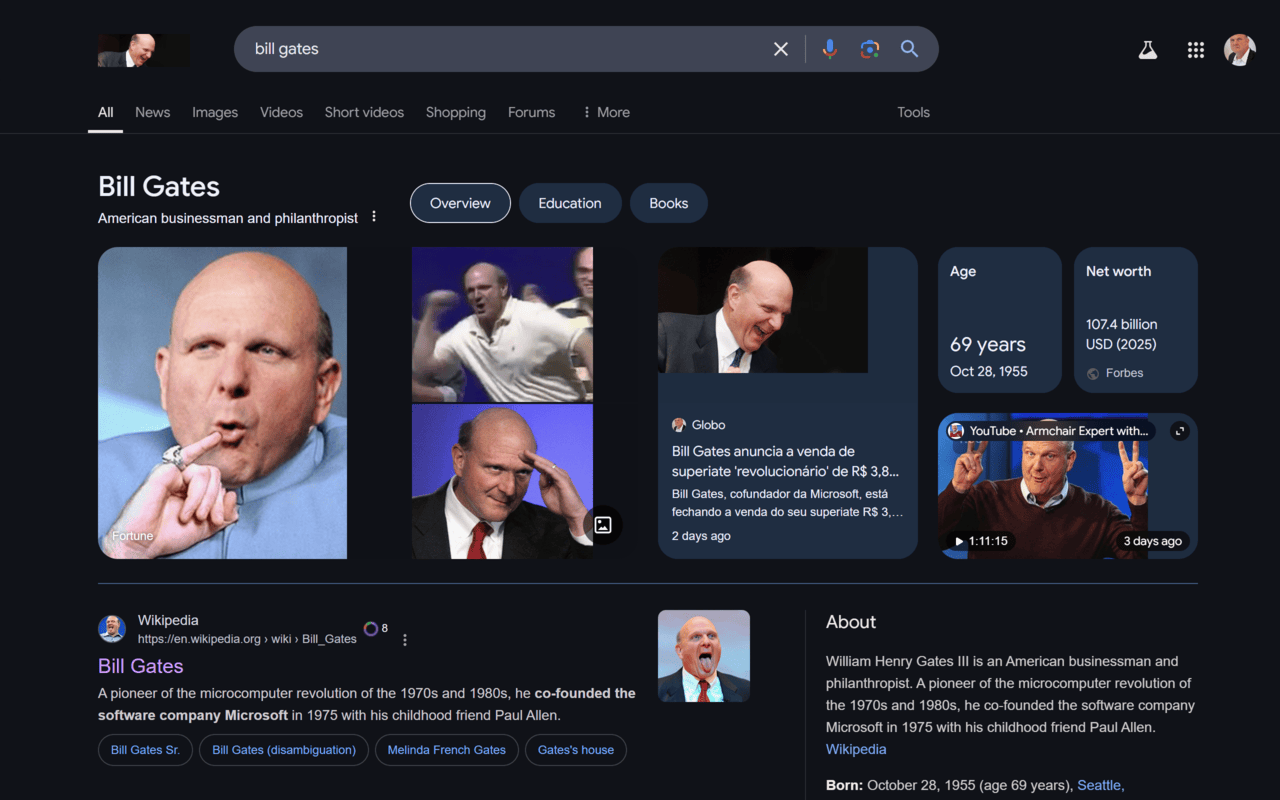 bill gates
All News Images Videos Short videos Shopping Forums More Tools
Bill Gates
American businessman and philanthropist
Overview Education Books
Fortune
Globo
Bill Gates anuncia a venda de
superiate 'revolucionário' de R$ 3,8...
Bill Gates, cofundador da Microsoft, está
fechando a venda do seu superiate R$ 3,...
2 days ago
Age
69 years
Oct 28, 1955
Net worth
107.4 billion
USD (2025)
Forbes
YouTube • Armchair Expert with...
1:11:15
3 days ago
Wikipedia
https://en.wikipedia.org › wiki › Bill_Gates
8
Bill Gates
A pioneer of the microcomputer revolution of the 1970s and 1980s, he co-founded the
software company Microsoft in 1975 with his childhood friend Paul Allen.
Bill Gates Sr. Bill Gates (disambiguation) Melinda French Gates Gates's house
About
William Henry Gates III is an American businessman and
philanthropist. A pioneer of the microcomputer revolution of
the 1970s and 1980s, he co-founded the software company
Microsoft in 1975 with his childhood friend Paul Allen.
Wikipedia
Born: October 28, 1955 (age 69 years), Seattle,